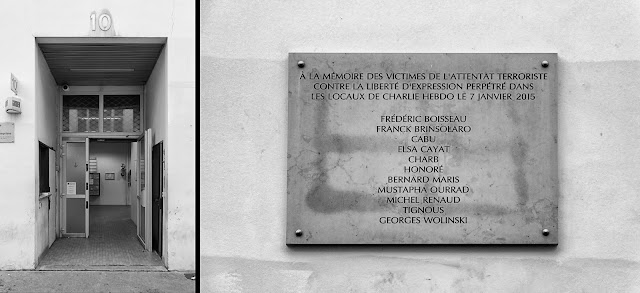 10
À LA MÉMOIRE DES VICTIMES DE L'ATTENTAT TERRORISTE
CONTRE LA LIBERTÉ D'EXPRESSION PERPÉTRÉ DANS
LES LOCAUX DE CHARLIE HEBDO LÉ 7 JANVIER 2015
FRÉDÉRIC BOISSEAU
FRANCK BRINSOLARO
CABU
ELSA CAYAT
CHARB
HONORÉ
BERNARD MARIS
MUSTAPHA OURRAD
MICHEL RENAUD
TIGNOUS
GEORGES WOLINSKI